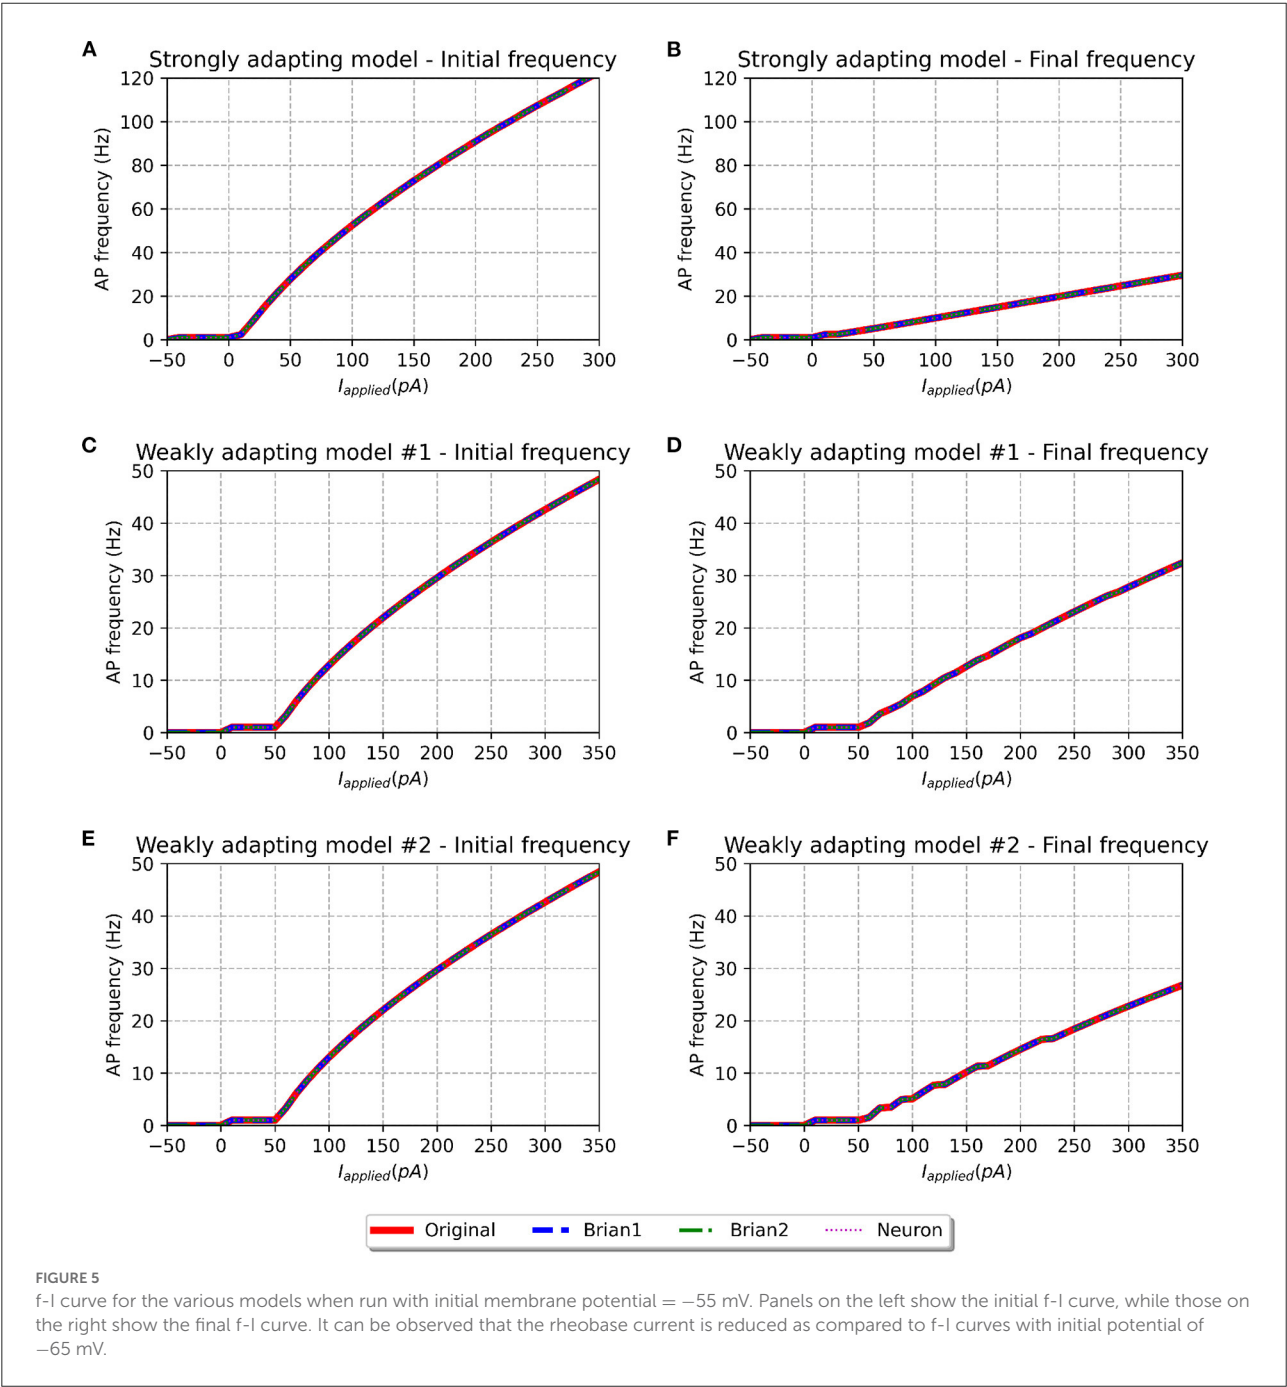 A
Strongly adapting model - Initial frequency
120
100
80
60
40
20
0
AP frequency (Hz)
−50 0 50 100 150 200 250 300
I_applied(pA)
B
Strongly adapting model - Final frequency
120
100
80
60
40
20
0
AP frequency (Hz)
−50 0 50 100 150 200 250 300
I_applied(pA)
C
Weakly adapting model #1 - Initial frequency
50
40
30
20
10
0
AP frequency (Hz)
−50 0 50 100 150 200 250 300 350
I_applied(pA)
D
Weakly adapting model #1 - Final frequency
50
40
30
20
10
0
AP frequency (Hz)
−50 0 50 100 150 200 250 300 350
I_applied(pA)
E
Weakly adapting model #2 - Initial frequency
50
40
30
20
10
0
AP frequency (Hz)
−50 0 50 100 150 200 250 300 350
I_applied(pA)
F
Weakly adapting model #2 - Final frequency
50
40
30
20
10
0
AP frequency (Hz)
−50 0 50 100 150 200 250 300 350
I_applied(pA)
Original Brian1 Brian2 Neuron
FIGURE 5
f-I curve for the various models when run with initial membrane potential = −55 mV. Panels on the left show the initial f-I curve, while those on
the right show the final f-I curve. It can be observed that the rheobase current is reduced as compared to f-I curves with initial potential of
−65 mV.